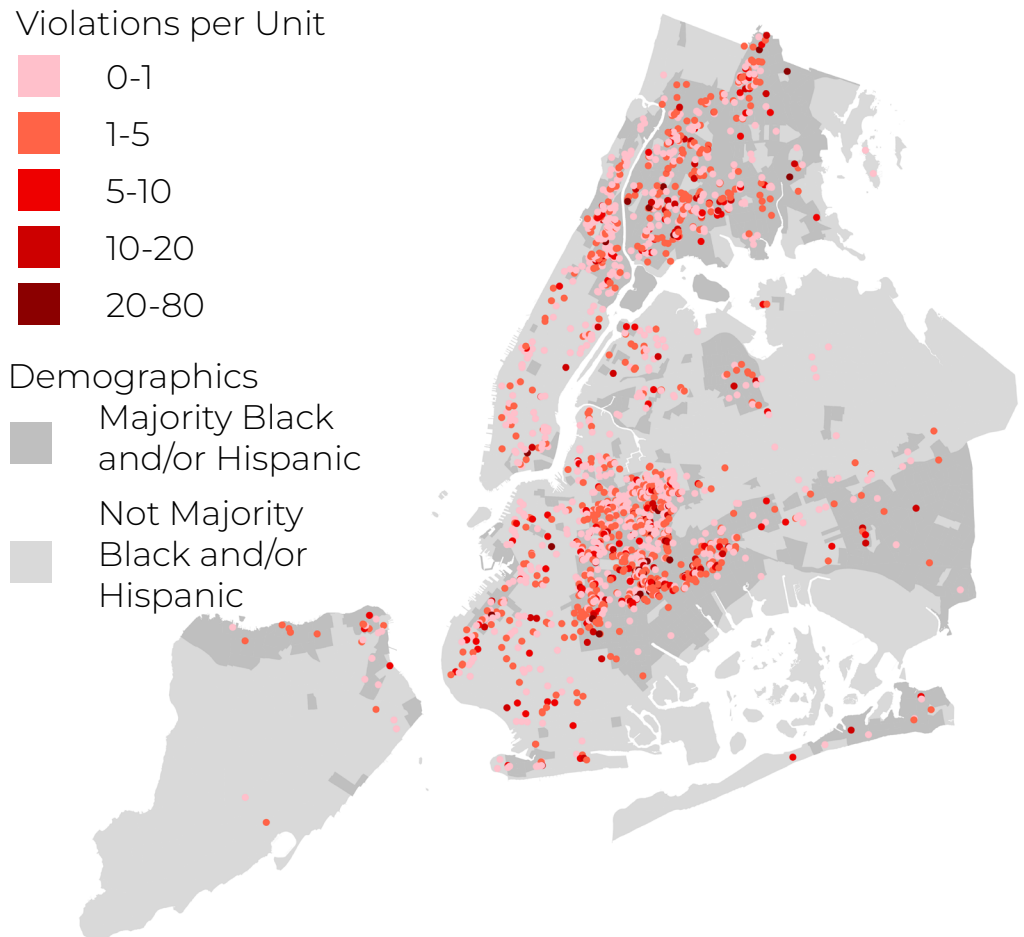 Violations per Unit
0-1
1-5
5-10
10-20
20-80
Demographics
Majority Black
and/or Hispanic
Not Majority
Black and/or
Hispanic